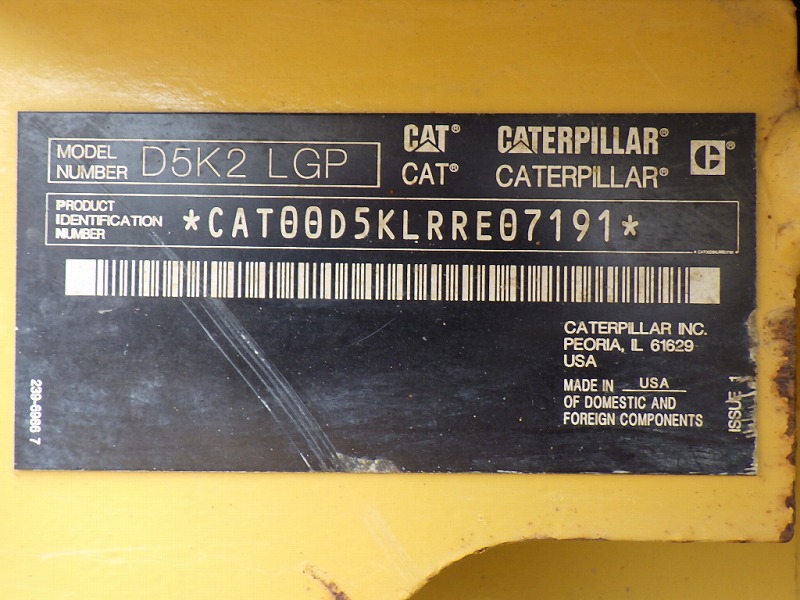 MODEL NUMBER D5K2 LGP
CAT® CATERPILLAR®
CAT® CATERPILLAR®
C®
PRODUCT IDENTIFICATION NUMBER
*CAT00D5KLRRE07191*
CATERPILLAR INC.
PEORIA, IL 61629
USA
MADE IN USA
OF DOMESTIC AND
FOREIGN COMPONENTS
ISSUE 1
239-6966 7